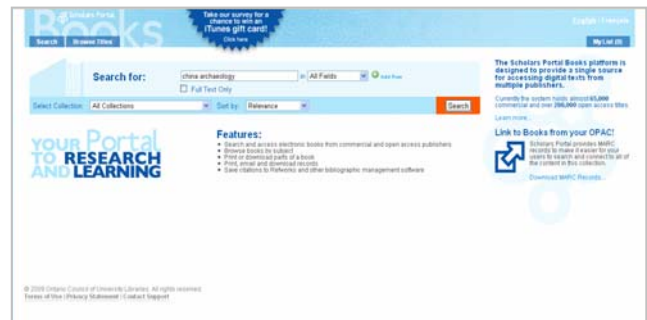 Scholars Portal
Books
Take our survey for a
chance to win an
iTunes gift card!
Click here
English | Français
Search
Browse Titles
My List (0)
Search for:
china archaeology
in
All Fields
Add Row
Full Text Only
Select Collection:
All Collections
Sort by:
Relevance
Search
The Scholars Portal Books platform is
designed to provide a single source
for accessing digital texts from
multiple publishers.
Currently the system holds almost 65,000
commercial and over 200,000 open access titles
Learn more...
Link to Books from your OPAC!
Scholars Portal provides MARC
records to make it easier for your
users to search and connect to all of
the content in this collection.
Download MARC Records...
YOUR Portal
TO RESEARCH
AND LEARNING
Features:
Search and access electronic books from commercial and open access publishers
Browse books by subject
Print or download parts of a book
Print, email and download records
Save citations to Refworks and other bibliographic management software
© 2009 Ontario Council of University Libraries. All rights reserved.
Terms of Use | Privacy Statement | Contact Support